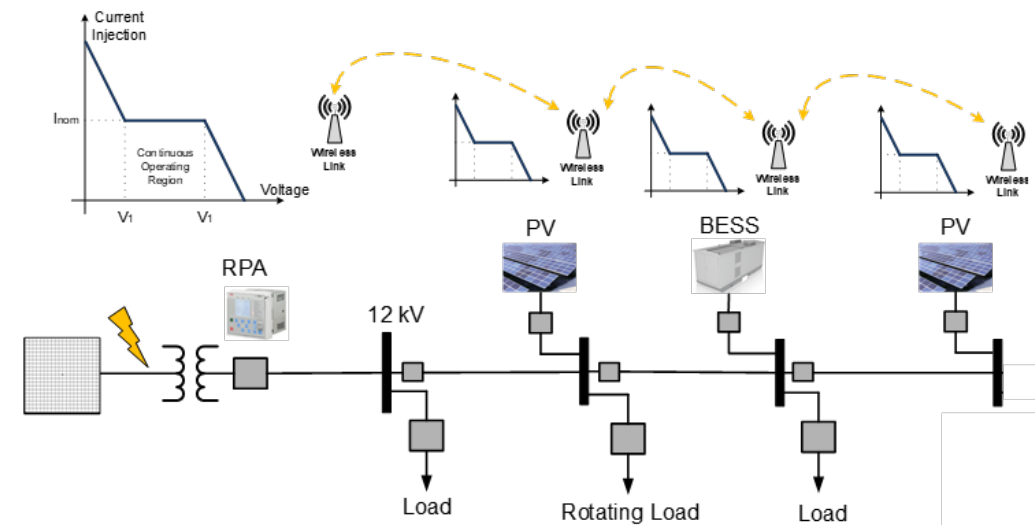 Current
Injection
Inom
Continuous
Operating
Region
Voltage
V1
V1
Wireless
Link
Wireless
Link
Wireless
Link
Wireless
Link
PV
BESS
PV
RPA
12 kV
Load
Rotating Load
Load